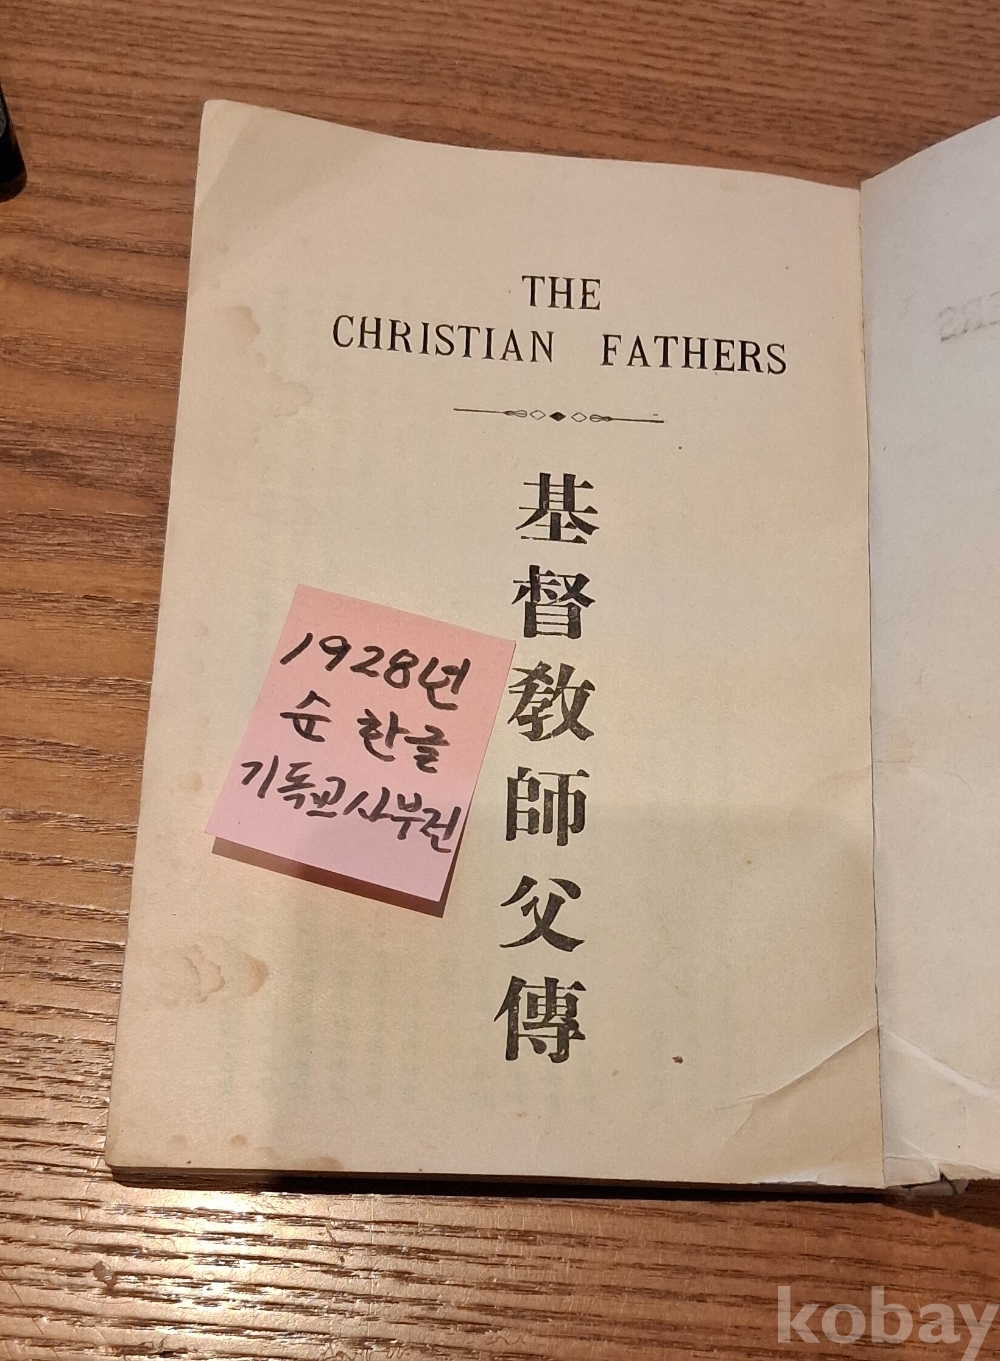 THE
CHRISTIAN FATHERS
基督敎師父傳
1928년
순 한글
기독교사부전
kobay